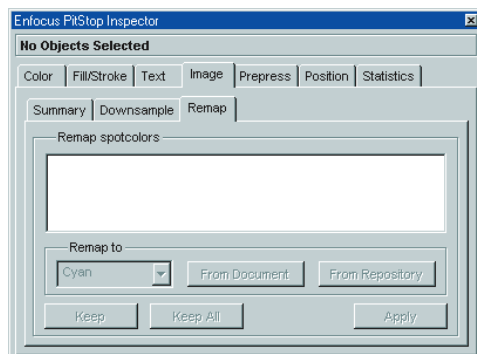 Enfocus PitStop Inspector
No Objects Selected
Color Fill/Stroke Text Image Prepress Position Statistics
Summary Downsample Remap
Remap spotcolors
Remap to
Cyan From Document From Repository
Keep Keep All Apply